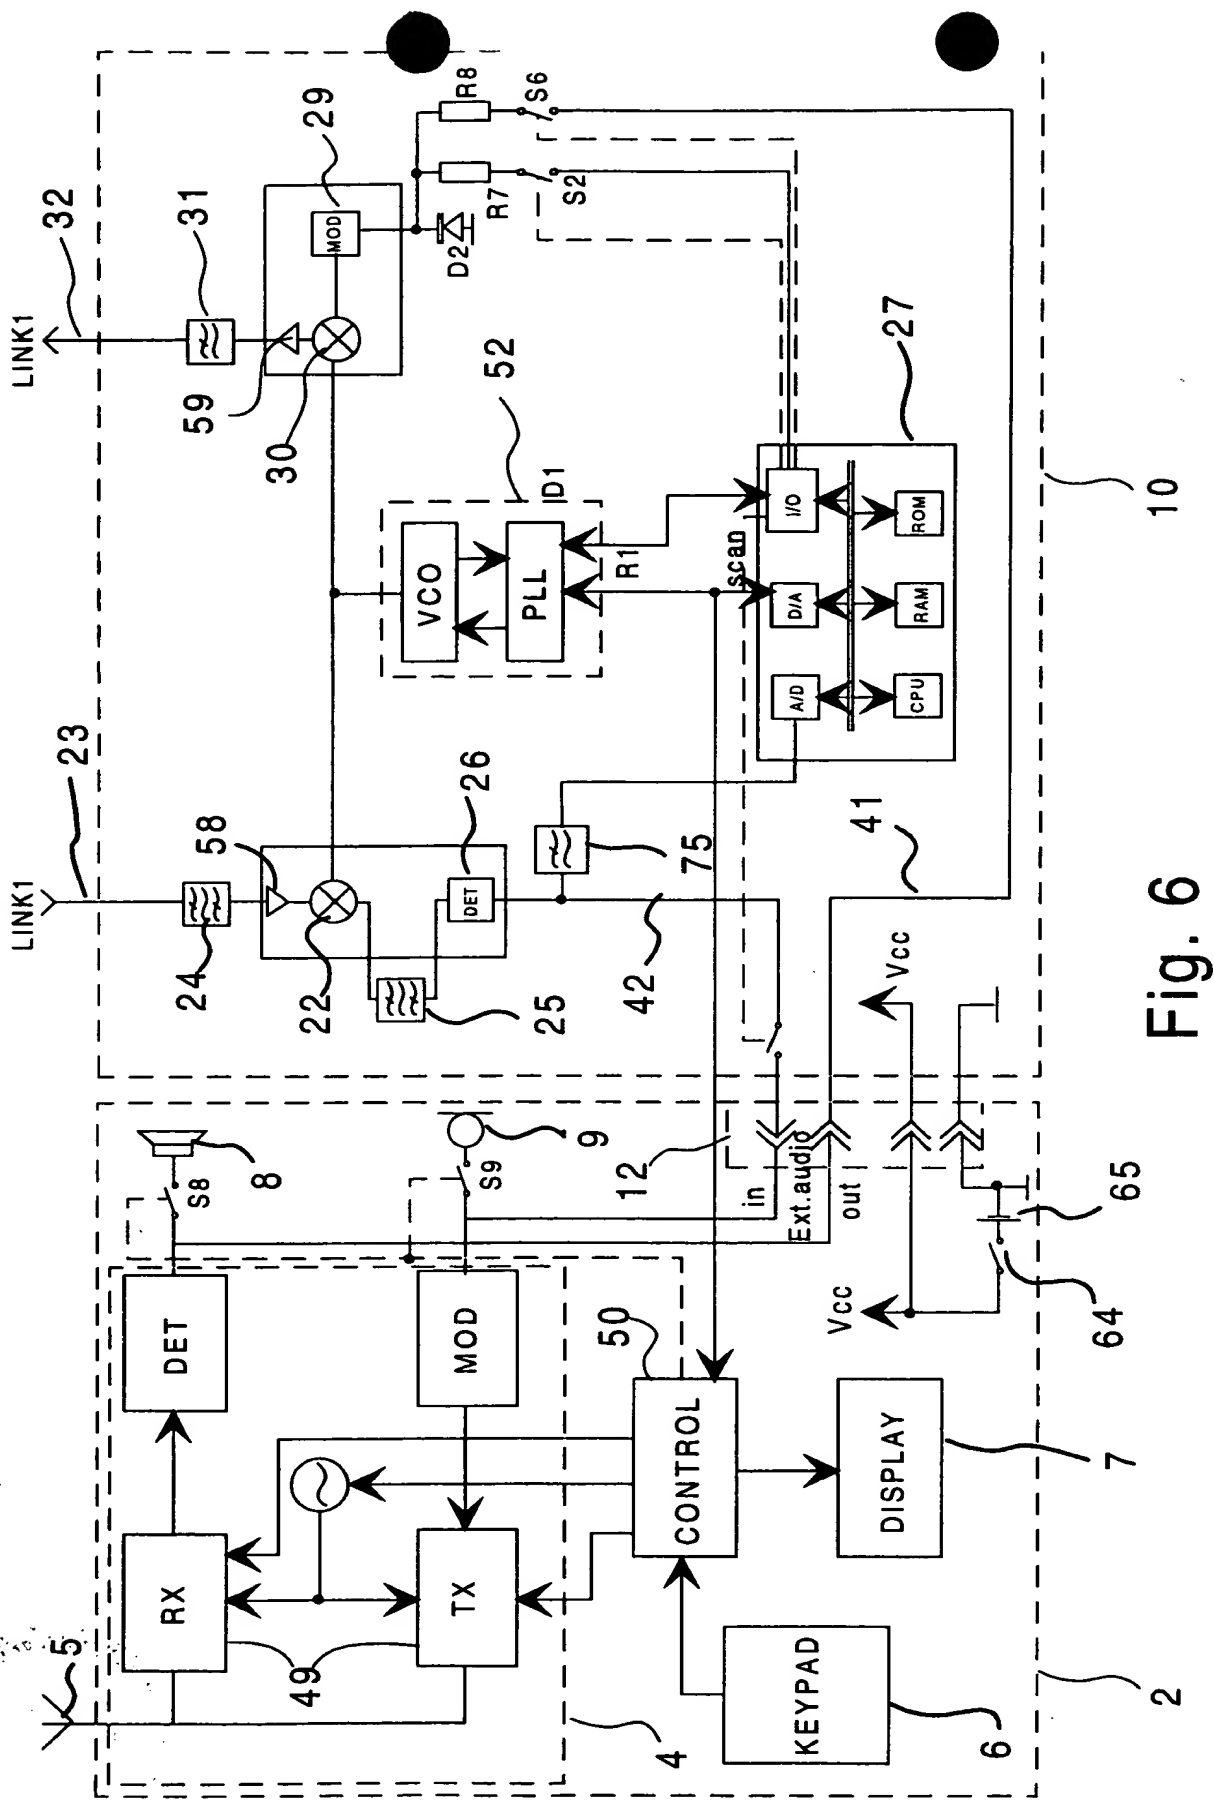 LINK1
23
LINK1
32
24
58
22
25
DET
26
42
75
31
59
30
MOD
29
D2
R7
R8
S2
S6
VCO
PLL
52
ID1
R1
scan
A/D
D/A
I/O
CPU
RAM
ROM
27
41
10
5
RX
DET
S8
8
49
TX
MOD
S9
9
4
50
CONTROL
KEYPAD
6
DISPLAY
7
12
in
Ext.audio
out
Vcc
Vcc
64
65
2
Fig. 6